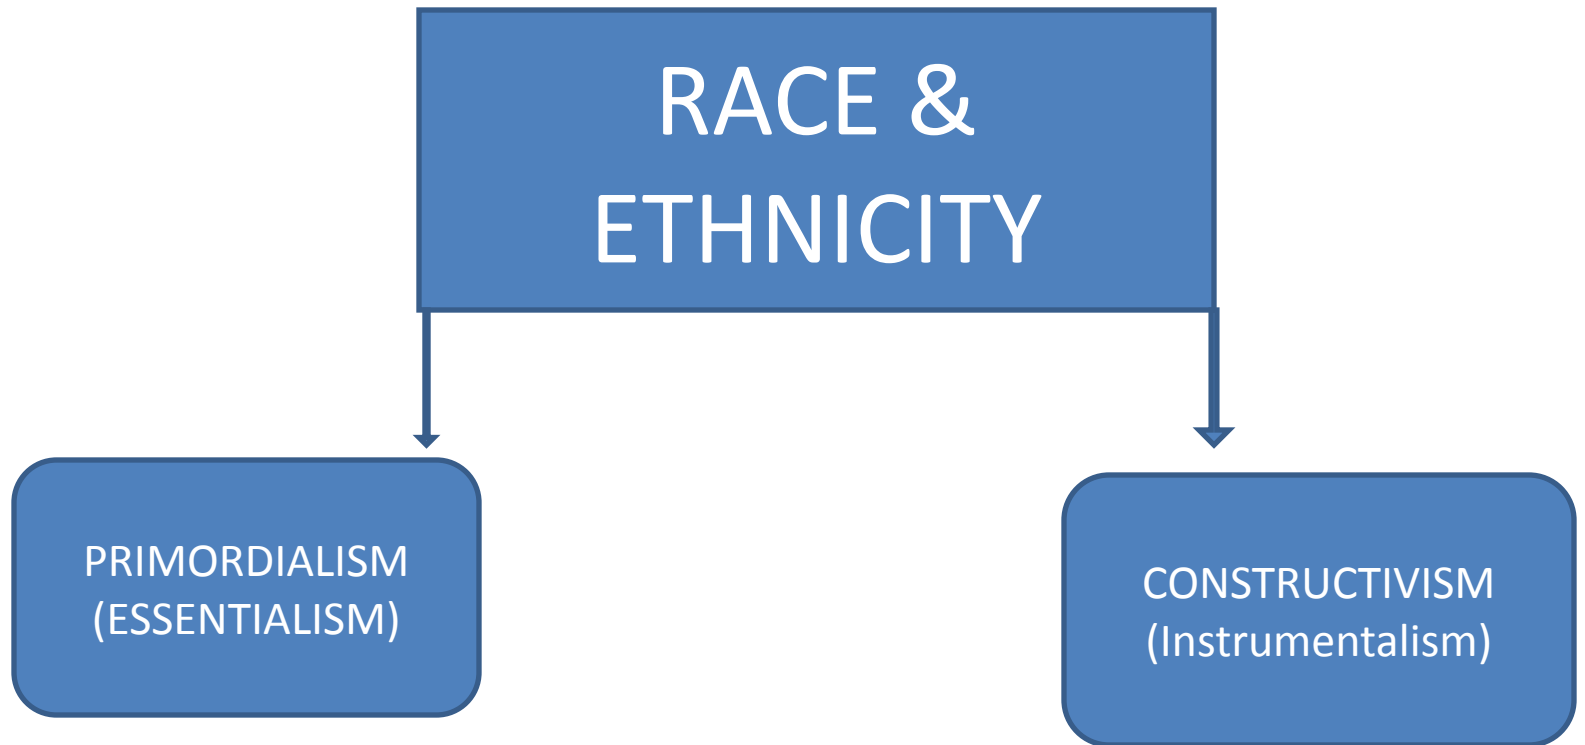 RACE &
ETHNICITY
PRIMORDIALISM
(ESSENTIALISM)
CONSTRUCTIVISM
(Instrumentalism)